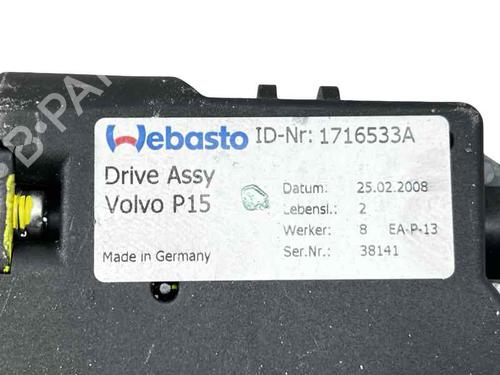 B-PARTS
Webasto ID-Nr: 1716533A
Drive Assy
Volvo P15
Datum: 25.02.2008
Lebensl.: 2
Werker: 8 EA-P-13
Ser.Nr.: 38141
Made in Germany